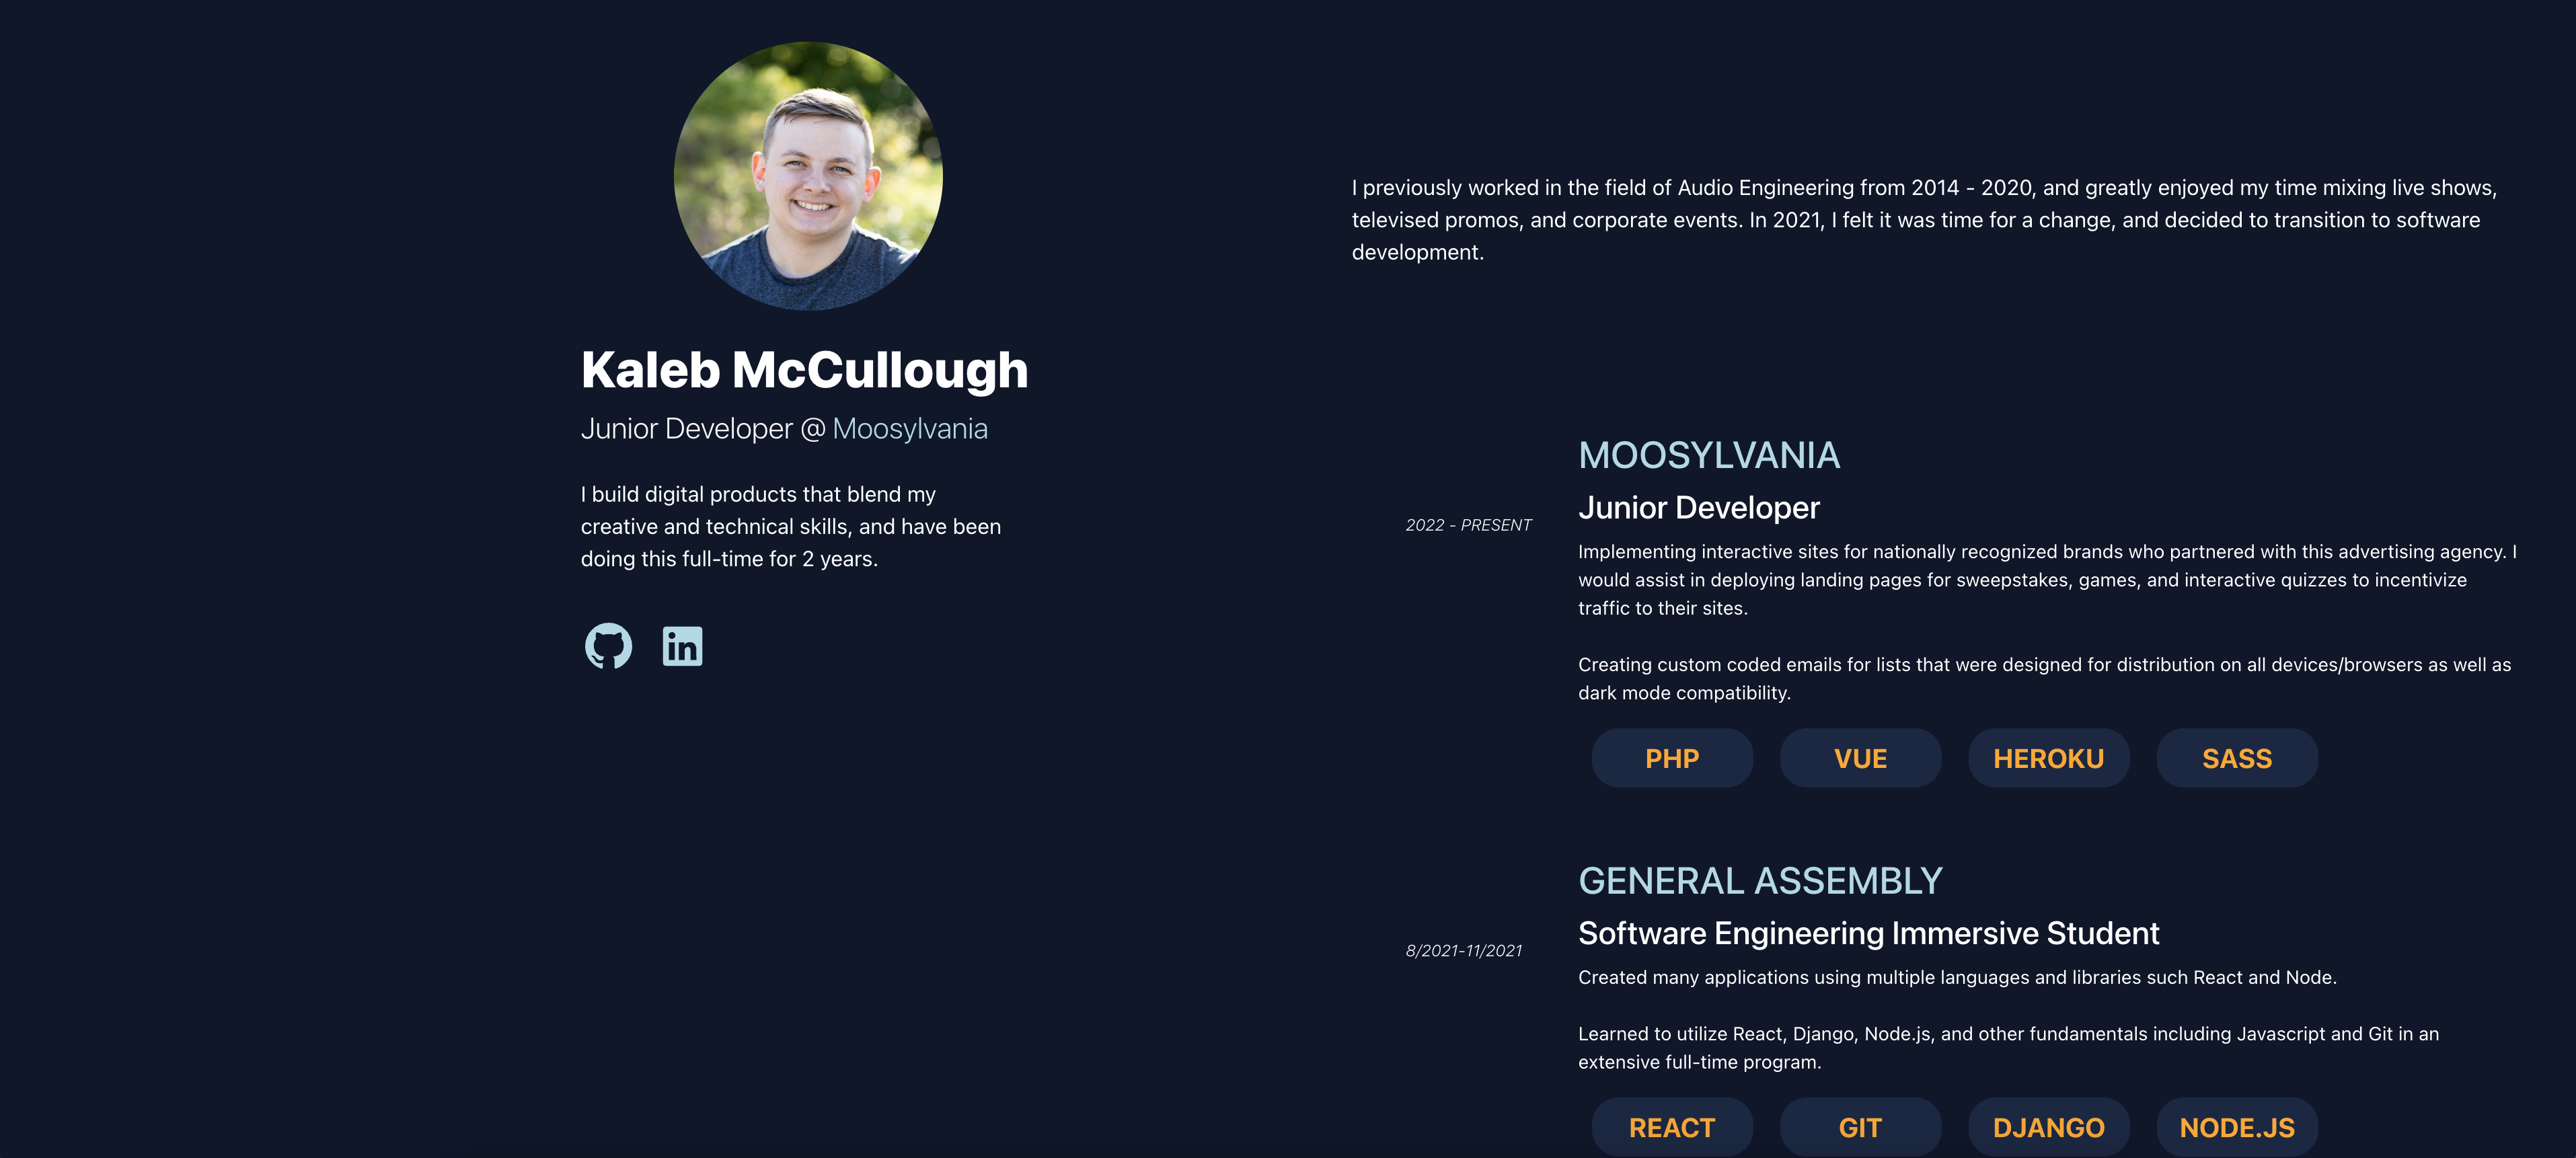 Kaleb McCullough
Junior Developer @ Moosylvania
I build digital products that blend my
creative and technical skills, and have been
doing this full-time for 2 years.
in
I previously worked in the field of Audio Engineering from 2014 - 2020, and greatly enjoyed my time mixing live shows,
televised promos, and corporate events. In 2021, I felt it was time for a change, and decided to transition to software
development.
2022 - PRESENT
MOOSYLVANIA
Junior Developer
Implementing interactive sites for nationally recognized brands who partnered with this advertising agency. I
would assist in deploying landing pages for sweepstakes, games, and interactive quizzes to incentivize
traffic to their sites.
Creating custom coded emails for lists that were designed for distribution on all devices/browsers as well as
dark mode compatibility.
PHP VUE HEROKU SASS
8/2021-11/2021
GENERAL ASSEMBLY
Software Engineering Immersive Student
Created many applications using multiple languages and libraries such React and Node.
Learned to utilize React, Django, Node.js, and other fundamentals including Javascript and Git in an
extensive full-time program.
REACT GIT DJANGO NODE.JS